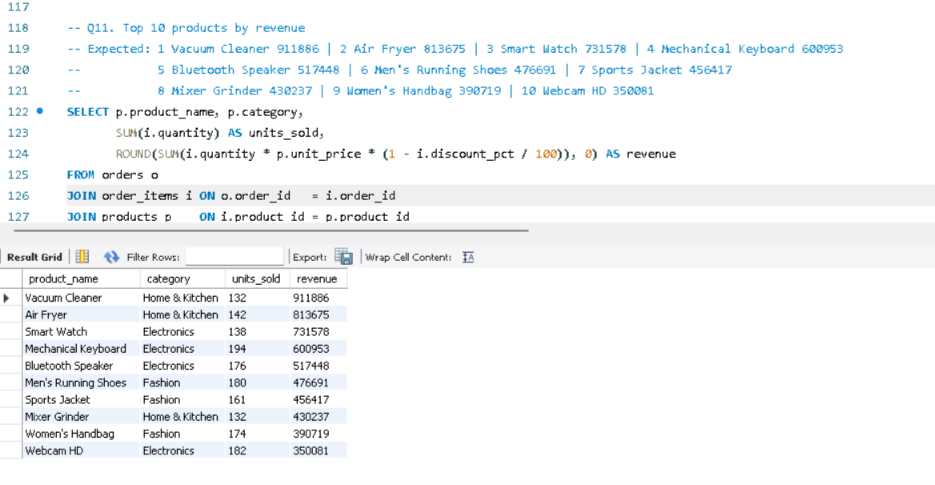 117
118 -- Q11. Top 10 products by revenue
119 -- Expected: 1 Vacuum Cleaner 911886 | 2 Air Fryer 813675 | 3 Smart Watch 731578 | 4 Mechanical Keyboard 600953
120 -- 5 Bluetooth Speaker 517448 | 6 Men's Running Shoes 476691 | 7 Sports Jacket 456417
121 -- 8 Mixer Grinder 430237 | 9 Women's Handbag 390719 | 10 Webcam HD 350081
122 SELECT p.product_name, p.category,
123 SUM(i.quantity) AS units_sold,
124 ROUND(SUM(i.quantity * p.unit_price * (1 - i.discount_pct / 100)), 0) AS revenue
125 FROM orders o
126 JOIN order_items i ON o.order_id = i.order_id
127 JOIN products p ON i.product_id = p.product_id
Result Grid Filter Rows: Export: Wrap Cell Content: IA
product_name category units_sold revenue
Vacuum Cleaner Home & Kitchen 132 911886
Air Fryer Home & Kitchen 142 813675
Smart Watch Electronics 138 731578
Mechanical Keyboard Electronics 194 600953
Bluetooth Speaker Electronics 176 517448
Men's Running Shoes Fashion 180 476691
Sports Jacket Fashion 161 456417
Mixer Grinder Home & Kitchen 132 430237
Women's Handbag Fashion 174 390719
Webcam HD Electronics 182 350081